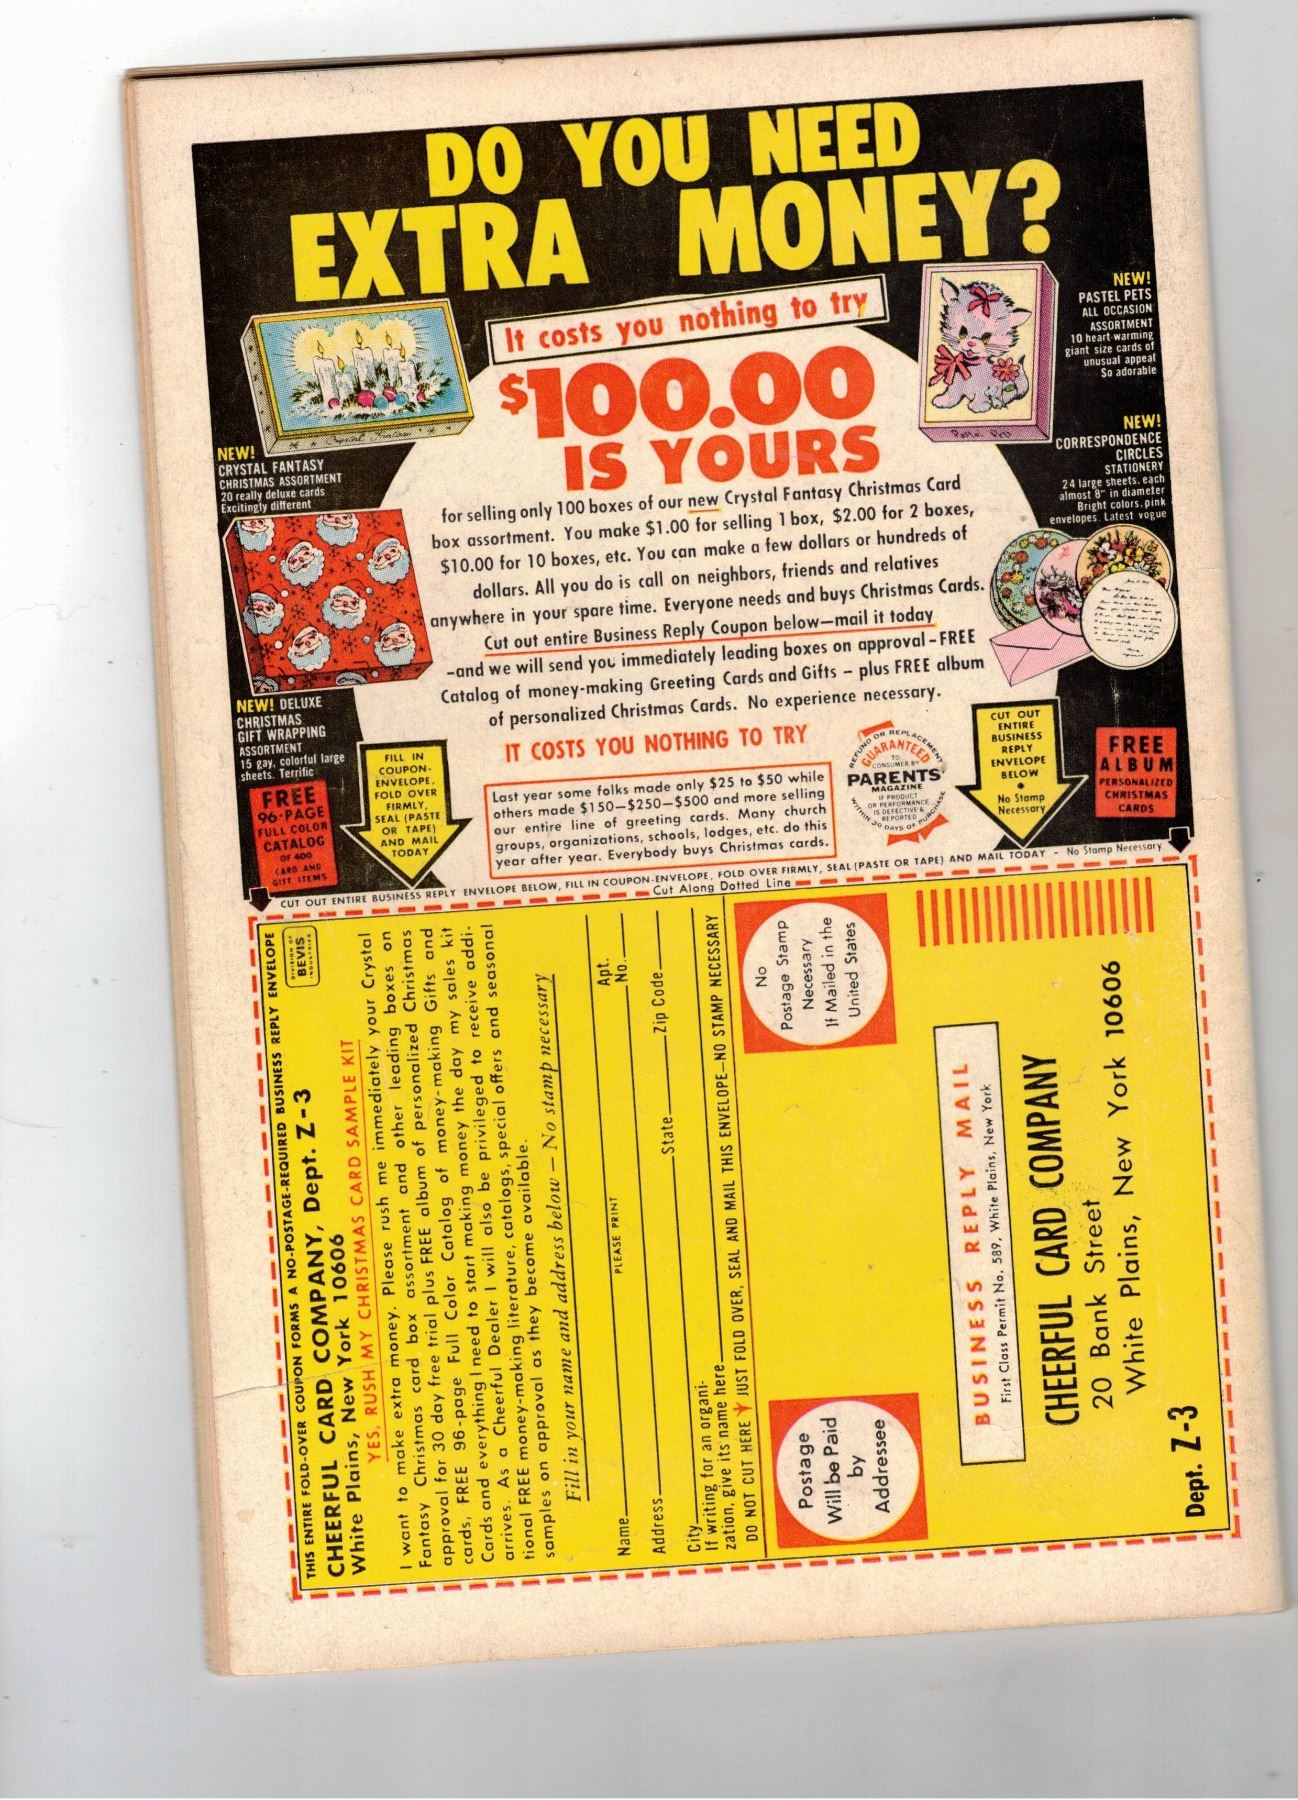 DO YOU NEED
EXTRA MONEY?
It costs you nothing to try
$100.00
IS YOURS
for selling only 100 boxes of our new Crystal Fantasy Christmas Card
box assortment. You make $1.00 for selling 1 box, $2.00 for 2 boxes,
$10.00 for 10 boxes, etc. You can make a few dollars or hundreds of
dollars. All you do is call on neighbors, friends and relatives
anywhere in your spare time. Everyone needs and buys Christmas Cards.
Cut out entire Business Reply Coupon below—mail it today
-and we will send you immediately leading boxes on approval – FREE
Catalog of money-making Greeting Cards and Gifts – plus FREE album
of personalized Christmas Cards. No experience necessary.
IT COSTS YOU NOTHING TO TRY
Last year some folks made only $25 to $50 while
others made $150—$250—$500 and more selling
our entire line of greeting cards. Many church
groups, organizations, schools, lodges, etc. do this
year after year. Everybody buys Christmas cards.
Crystal Fantasy
NEW!
CRYSTAL FANTASY
CHRISTMAS ASSORTMENT
20 really deluxe cards
Excitingly different
NEW! DELUXE
CHRISTMAS
GIFT WRAPPING
ASSORTMENT
15 gay, colorful large
sheets. Terrific
FREE
96-PAGE
FULL COLOR
CATALOG
OF 400
CARD AND
GIFT ITEMS
FILL IN
COUPON-
ENVELOPE,
FOLD OVER
FIRMLY,
SEAL (PASTE
OR TAPE)
AND MAIL
TODAY
Pastel Pets
NEW!
PASTEL PETS
ALL OCCASION
ASSORTMENT
10 heart-warming
giant size cards of
unusual appeal
So adorable
NEW!
CORRESPONDENCE
CIRCLES
STATIONERY
24 large sheets, each
almost 8" in diameter
Bright colors, pink
envelopes. Latest vogue
REFUND OR REPLACEMENT
GUARANTEED
TO
CONSUMER BY
PARENTS'
MAGAZINE
IF PRODUCT
OR PERFORMANCE
IS DEFECTIVE &
REPORTED
WITHIN 30 DAYS OF PURCHASE
CUT OUT
ENTIRE
BUSINESS
REPLY
ENVELOPE
BELOW
•
No Stamp
Necessary
FREE
ALBUM
PERSONALIZED
CHRISTMAS
CARDS
CUT OUT ENTIRE BUSINESS REPLY ENVELOPE BELOW, FILL IN COUPON-ENVELOPE, FOLD OVER FIRMLY, SEAL (PASTE OR TAPE) AND MAIL TODAY - No Stamp Necessary
Cut Along Dotted Line
THIS ENTIRE FOLD-OVER COUPON FORMS A NO-POSTAGE-REQUIRED BUSINESS REPLY ENVELOPE
CHEERFUL CARD COMPANY, Dept. Z-3
White Plains, New York 10606
DIVISION OF
BEVIS
INDUSTRIES
YES, RUSH MY CHRISTMAS CARD SAMPLE KIT
I want to make extra money. Please rush me immediately your Crystal
Fantasy Christmas card box assortment and other leading boxes on
approval for 30 day free trial plus FREE album of personalized Christmas
cards, FREE 96-page Full Color Catalog of money-making Gifts and
Cards and everything I need to start making money the day my sales kit
arrives. As a Cheerful Dealer I will also be privileged to receive addi-
tional FREE money-making literature, catalogs, special offers and seasonal
samples on approval as they become available.
Fill in your name and address below – No stamp necessary
Name Apt. No.
PLEASE PRINT
Address
City State Zip Code
If writing for an organi-
zation, give its name here
DO NOT CUT HERE JUST FOLD OVER, SEAL AND MAIL THIS ENVELOPE—NO STAMP NECESSARY
No
Postage Stamp
Necessary
If Mailed in the
United States
Postage
Will be Paid
by
Addressee
BUSINESS REPLY MAIL
First Class Permit No. 589, White Plains, New York
CHEERFUL CARD COMPANY
20 Bank Street
White Plains, New York 10606
Dept. Z-3